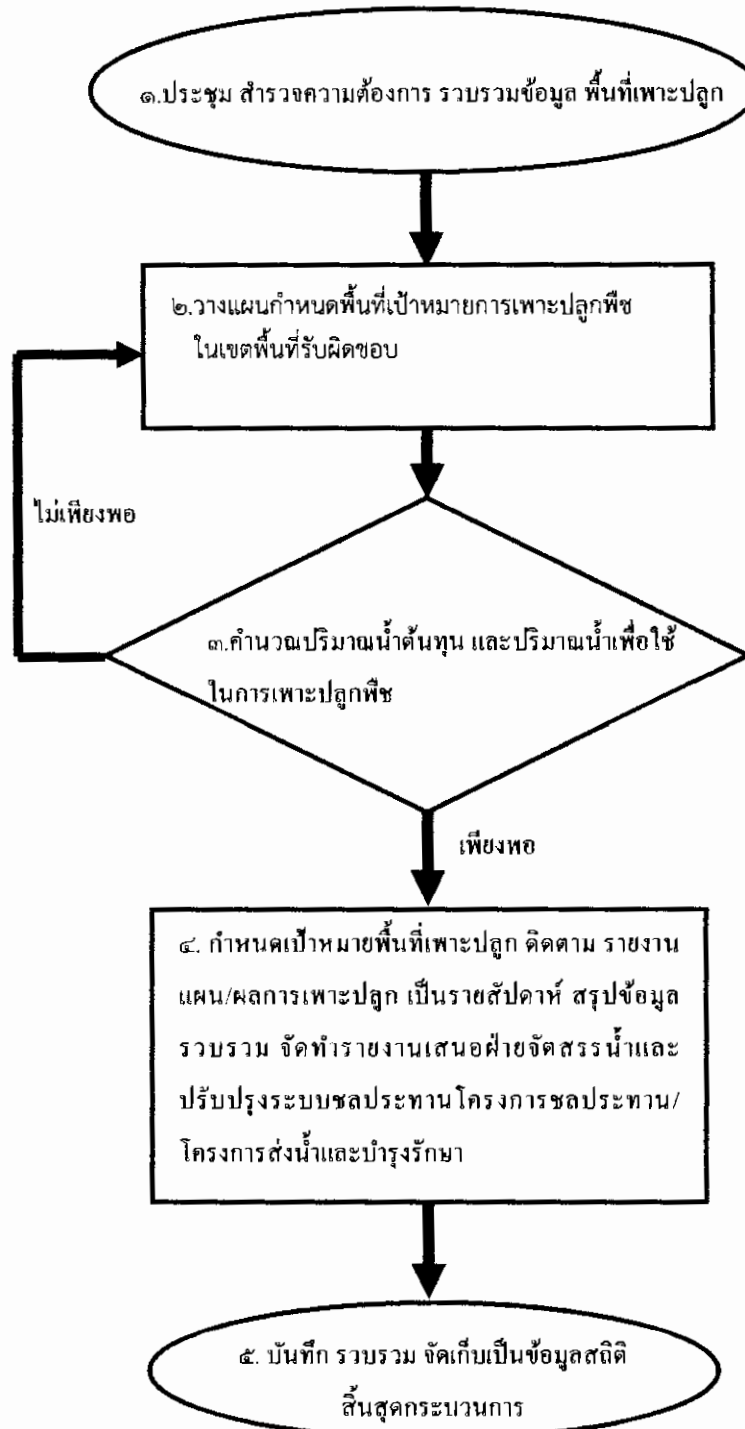 ๑.ประชุม สำรวจความต้องการ รวบรวมข้อมูล พื้นที่เพาะปลูก
๒.วางแผนกำหนดพื้นที่เป้าหมายการเพาะปลูกพืช
ในเขตพื้นที่รับผิดชอบ
ไม่เพียงพอ
๓.คำนวณปริมาณน้ำต้นทุน และปริมาณน้ำเพื่อใช้
ในการเพาะปลูกพืช
เพียงพอ
๔. กำหนดเป้าหมายพื้นที่เพาะปลูก ติดตาม รายงาน
แผน/ผลการเพาะปลูก เป็นรายสัปดาห์ สรุปข้อมูล
รวบรวม จัดทำรายงานเสนอฝ่ายจัดสรรน้ำและ
ปรับปรุงระบบชลประทานโครงการชลประทาน/
โครงการส่งน้ำและบำรุงรักษา
๕. บันทึก รวบรวม จัดเก็บเป็นข้อมูลสถิติ
สิ้นสุดกระบวนการ